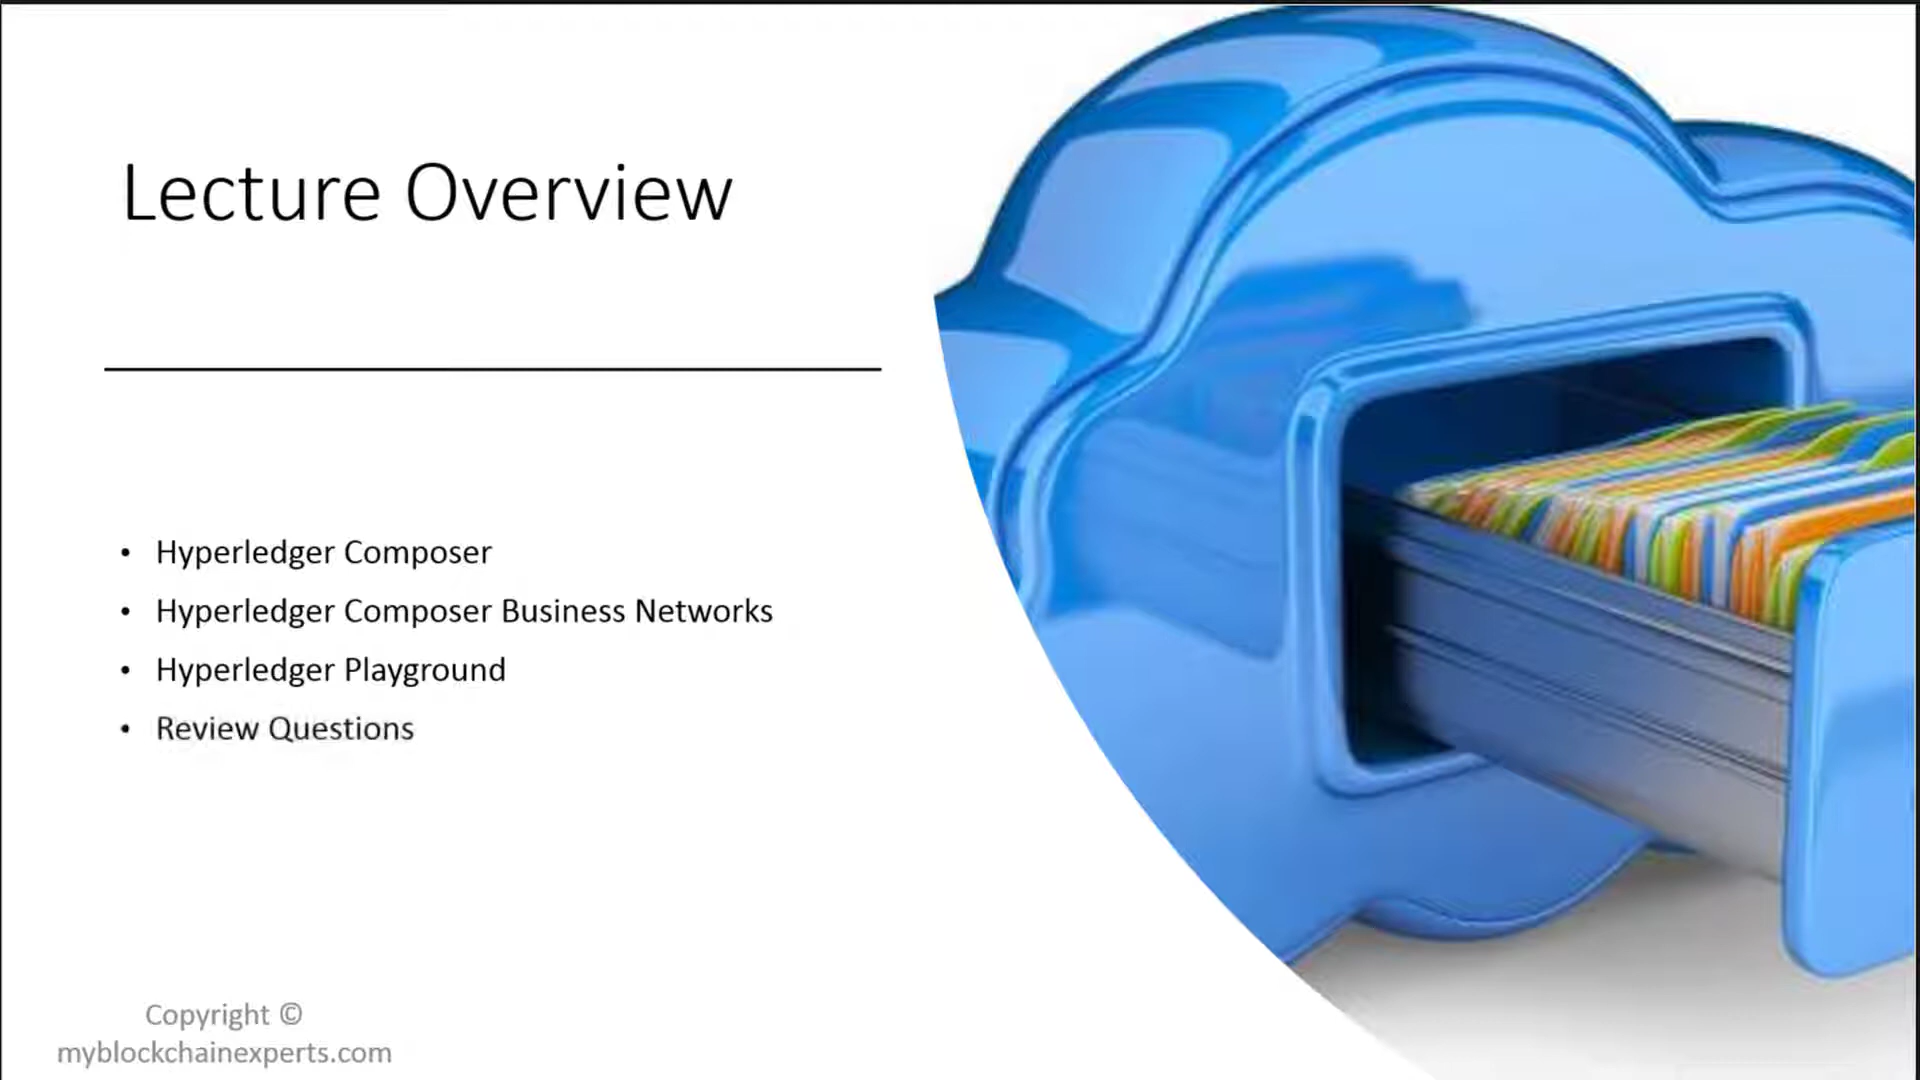 Lecture Overview
• Hyperledger Composer
• Hyperledger Composer Business Networks
• Hyperledger Playground
• Review Questions
Copyright ©
myblockchainexperts.com